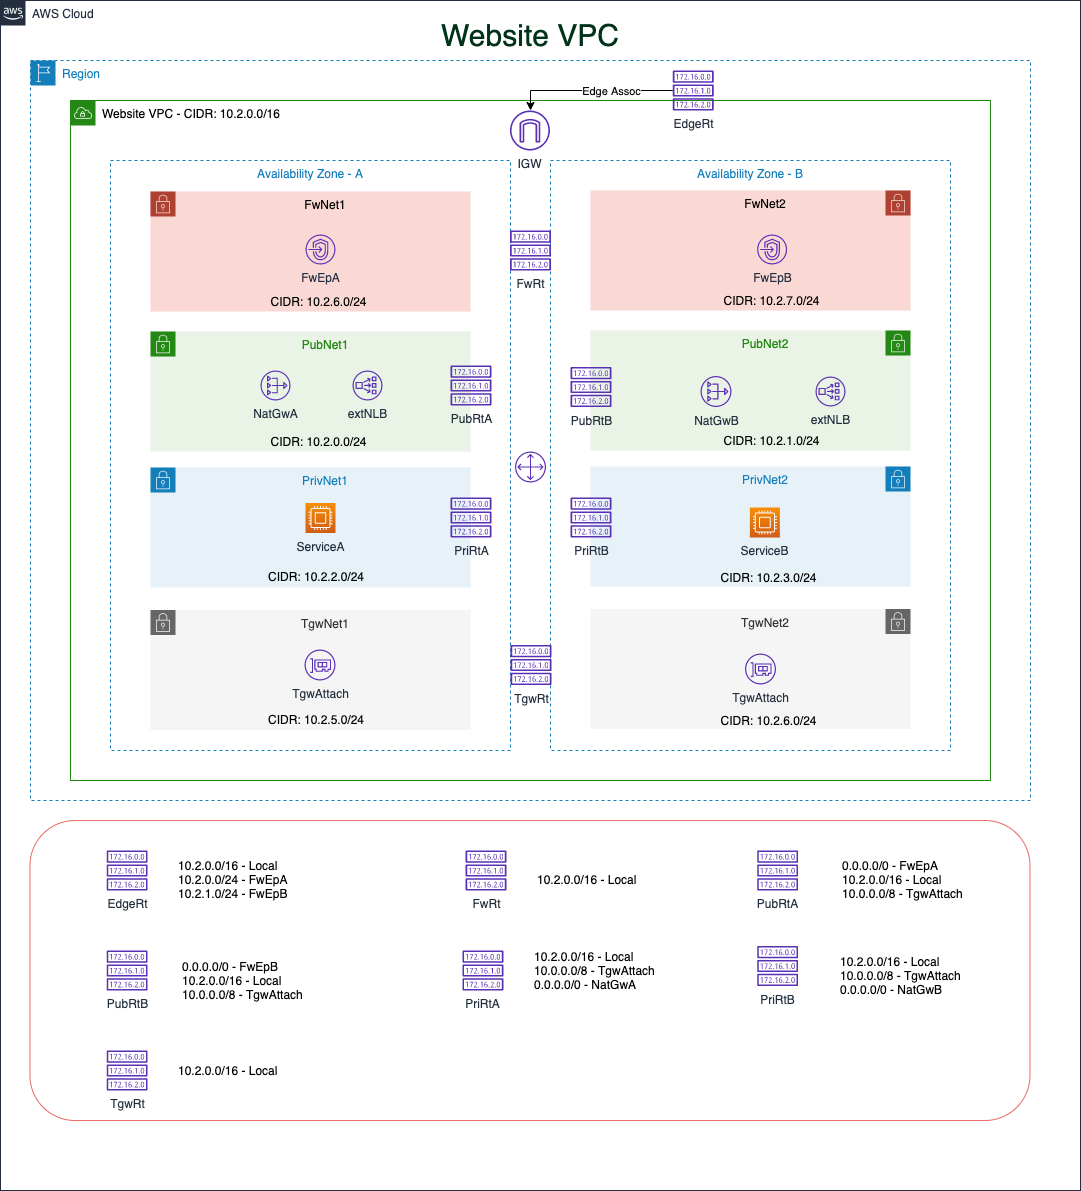 aws
AWS Cloud
Website VPC
Region
172.16.0.0
172.16.1.0
172.16.2.0
Edge Assoc
EdgeRt
Website VPC - CIDR: 10.2.0.0/16
IGW
Availability Zone - A
Availability Zone - B
FwNet1
FwEpA
CIDR: 10.2.6.0/24
172.16.0.0
172.16.1.0
172.16.2.0
FwRt
FwNet2
FwEpB
CIDR: 10.2.7.0/24
PubNet1
NatGwA
extNLB
CIDR: 10.2.0.0/24
172.16.0.0
172.16.1.0
172.16.2.0
PubRtA
172.16.0.0
172.16.1.0
172.16.2.0
PubRtB
PubNet2
NatGwB
extNLB
CIDR: 10.2.1.0/24
PrivNet1
ServiceA
CIDR: 10.2.2.0/24
172.16.0.0
172.16.1.0
172.16.2.0
PriRtA
172.16.0.0
172.16.1.0
172.16.2.0
PriRtB
PrivNet2
ServiceB
CIDR: 10.2.3.0/24
TgwNet1
TgwAttach
CIDR: 10.2.5.0/24
172.16.0.0
172.16.1.0
172.16.2.0
TgwRt
TgwNet2
TgwAttach
CIDR: 10.2.6.0/24
172.16.0.0
172.16.1.0
172.16.2.0
EdgeRt
10.2.0.0/16 - Local
10.2.0.0/24 - FwEpA
10.2.1.0/24 - FwEpB
172.16.0.0
172.16.1.0
172.16.2.0
FwRt
10.2.0.0/16 - Local
172.16.0.0
172.16.1.0
172.16.2.0
PubRtA
0.0.0.0/0 - FwEpA
10.2.0.0/16 - Local
10.0.0.0/8 - TgwAttach
172.16.0.0
172.16.1.0
172.16.2.0
PubRtB
0.0.0.0/0 - FwEpB
10.2.0.0/16 - Local
10.0.0.0/8 - TgwAttach
172.16.0.0
172.16.1.0
172.16.2.0
PriRtA
10.2.0.0/16 - Local
10.0.0.0/8 - TgwAttach
0.0.0.0/0 - NatGwA
172.16.0.0
172.16.1.0
172.16.2.0
PriRtB
10.2.0.0/16 - Local
10.0.0.0/8 - TgwAttach
0.0.0.0/0 - NatGwB
172.16.0.0
172.16.1.0
172.16.2.0
TgwRt
10.2.0.0/16 - Local